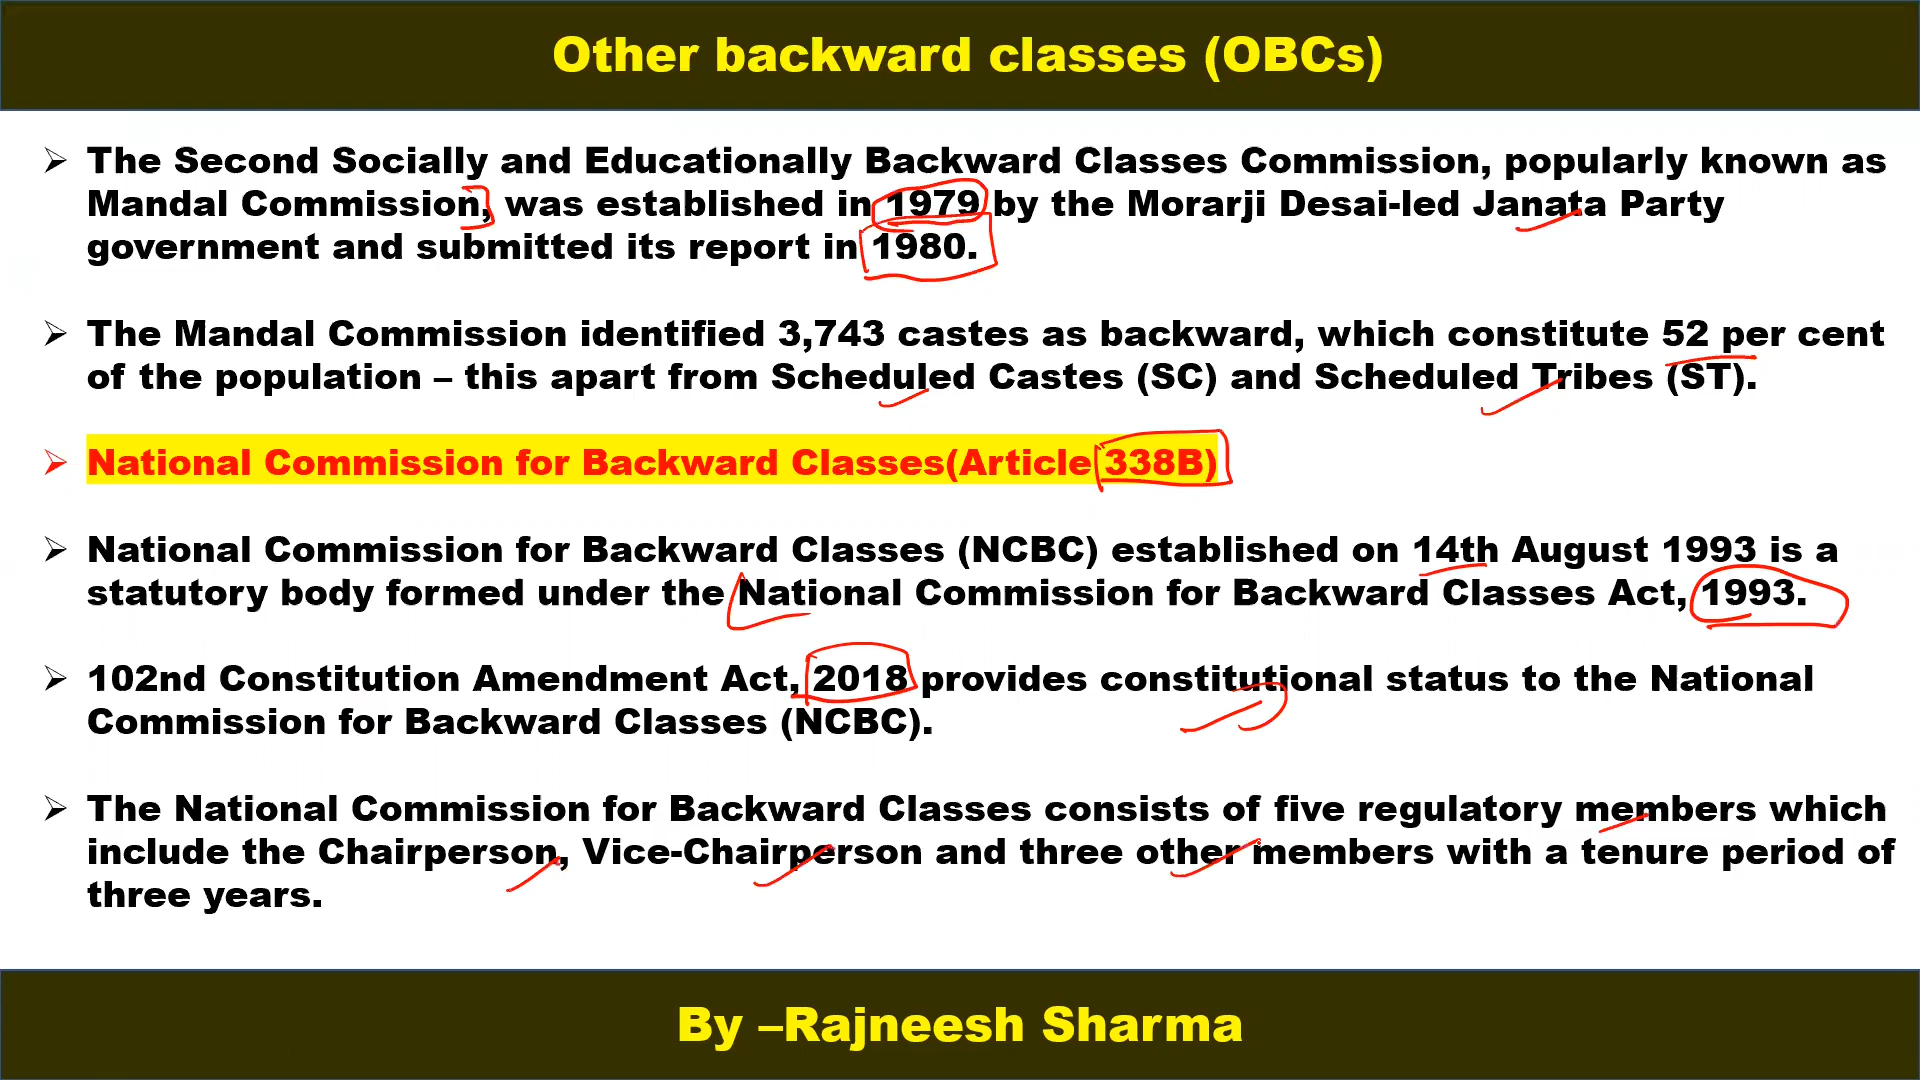 Other backward classes (OBCs)
➢ The Second Socially and Educationally Backward Classes Commission, popularly known as
Mandal Commission, was established in 1979 by the Morarji Desai-led Janata Party
government and submitted its report in 1980.
➢ The Mandal Commission identified 3,743 castes as backward, which constitute 52 per cent
of the population – this apart from Scheduled Castes (SC) and Scheduled Tribes (ST).
➢ National Commission for Backward Classes(Article 338B)
➢ National Commission for Backward Classes (NCBC) established on 14th August 1993 is a
statutory body formed under the National Commission for Backward Classes Act, 1993.
➢ 102nd Constitution Amendment Act, 2018 provides constitutional status to the National
Commission for Backward Classes (NCBC).
➢ The National Commission for Backward Classes consists of five regulatory members which
include the Chairperson, Vice-Chairperson and three other members with a tenure period of
three years.
By –Rajneesh Sharma